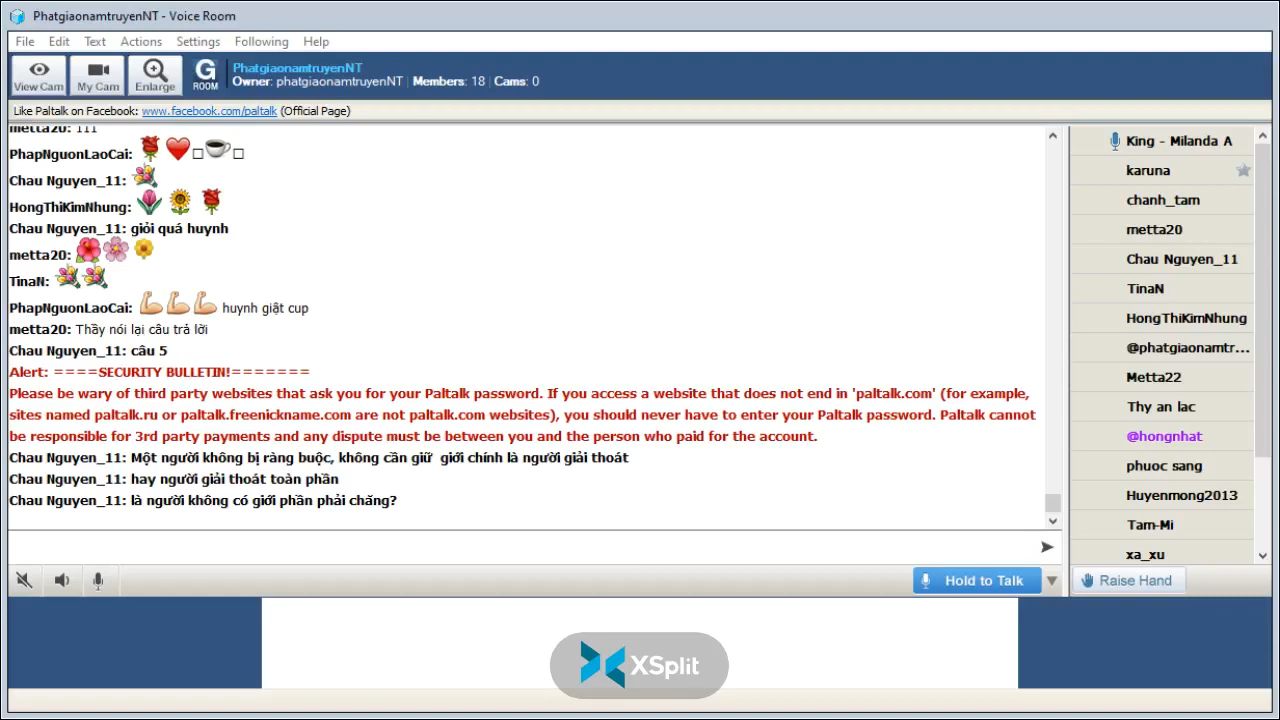 PhatgiaonamtruyenNT - Voice Room
File Edit Text Actions Settings Following Help
View Cam My Cam Enlarge G ROOM
PhatgiaonamtruyenNT
Owner: phatgiaonamtruyenNT | Members: 18 | Cams: 0
Like Paltalk on Facebook: www.facebook.com/paltalk (Official Page)
metta20: 111
PhapNguonLaoCai:
Chau Nguyen_11:
HongThiKimNhung:
Chau Nguyen_11: giỏi quá huynh
metta20:
TinaN:
PhapNguonLaoCai: huynh giật cup
metta20: Thầy nói lại câu trả lời
Chau Nguyen_11: câu 5
Alert: ====SECURITY BULLETIN!=======
Please be wary of third party websites that ask you for your Paltalk password. If you access a website that does not end in 'paltalk.com' (for example,
sites named paltalk.ru or paltalk.freenickname.com are not paltalk.com websites), you should never have to enter your Paltalk password. Paltalk cannot
be responsible for 3rd party payments and any dispute must be between you and the person who paid for the account.
Chau Nguyen_11: Một người không bị ràng buộc, không cần giữ  giới chính là người giải thoát
Chau Nguyen_11: hay người giải thoát toàn phần
Chau Nguyen_11: là người không có giới phần phải chăng?
King - Milanda A
karuna
chanh_tam
metta20
Chau Nguyen_11
TinaN
HongThiKimNhung
@phatgiaonamtr...
Metta22
Thy an lac
@hongnhat
phuoc sang
Huyenmong2013
Tam-Mi
xa_xu
Hold to Talk
Raise Hand
XSplit